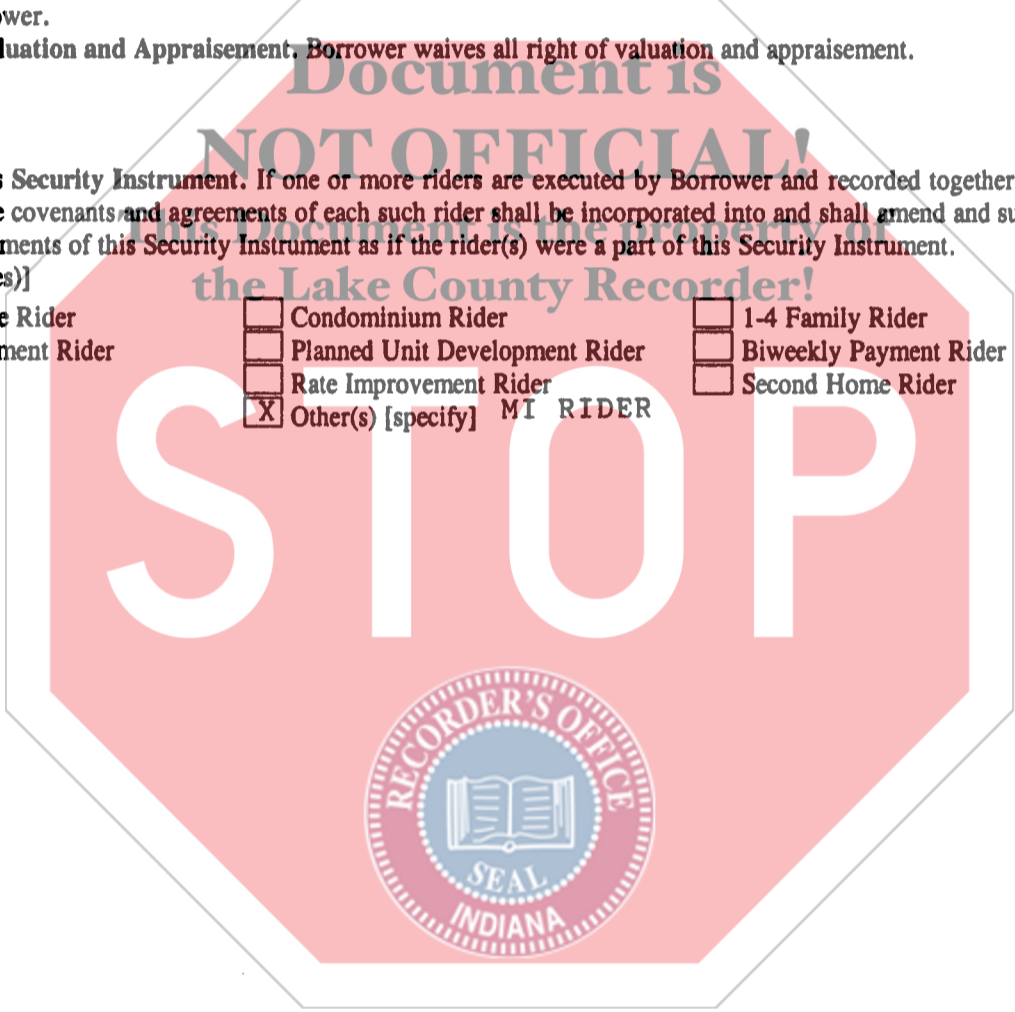 wer.
luation and Appraisement. Borrower waives all right of valuation and appraisement.
Document is
NOT OFFICIAL!
s Security Instrument. If one or more riders are executed by Borrower and recorded together
e covenants and agreements of each such rider shall be incorporated into and shall amend and su
This Document is the property of
ments of this Security Instrument as if the rider(s) were a part of this Security Instrument.
es)]
the Lake County Recorder!
e Rider Condominium Rider 1-4 Family Rider
ment Rider Planned Unit Development Rider Biweekly Payment Rider
Rate Improvement Rider Second Home Rider
X Other(s) [specify] MI RIDER
STOP
RECORDER'S OFFICE
SEAL
INDIANA